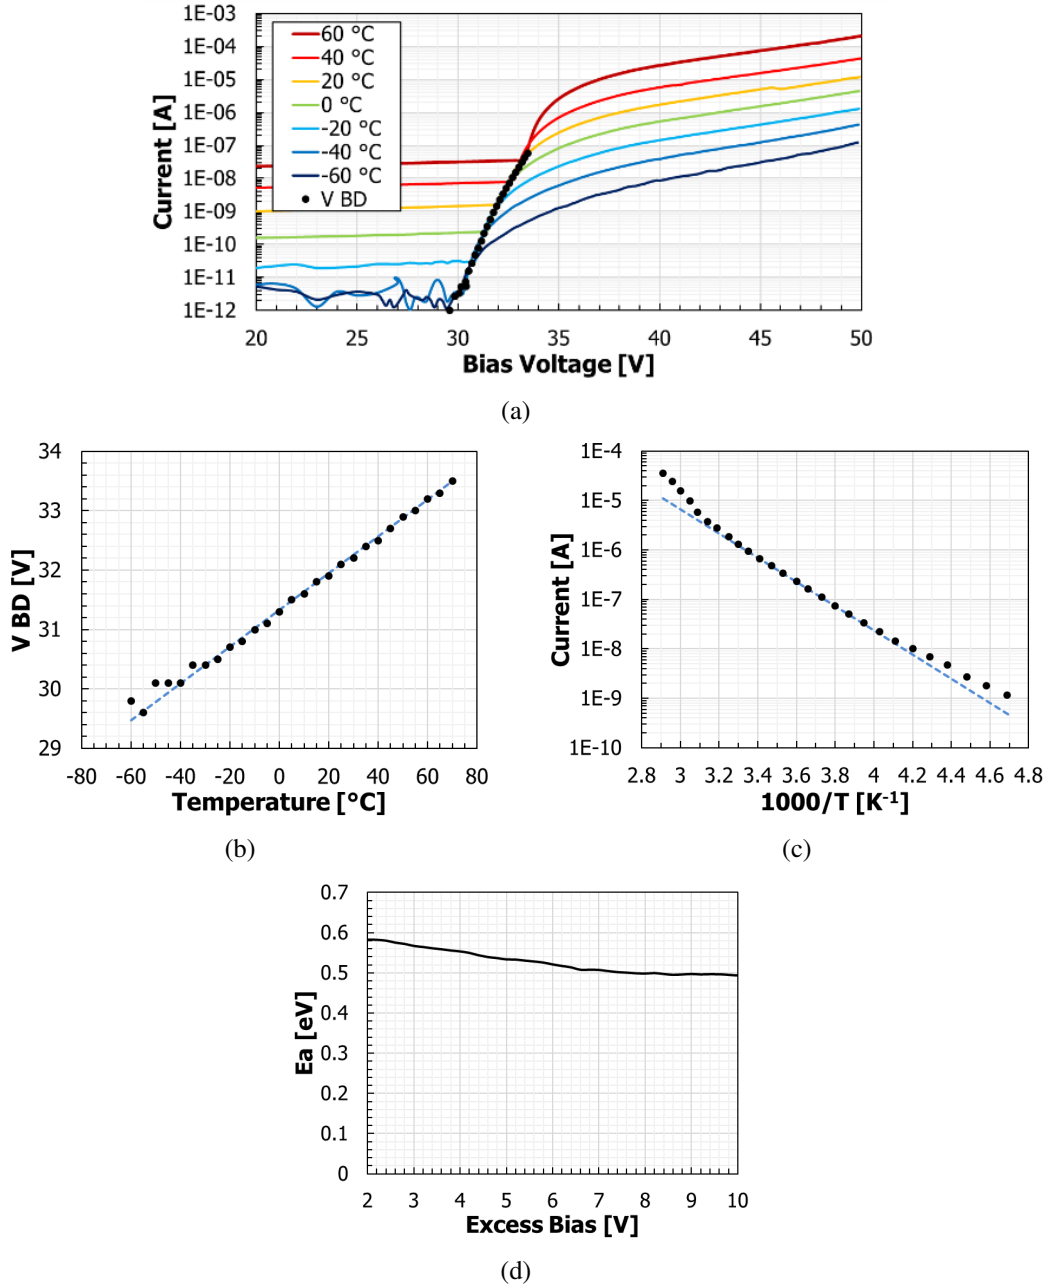 1E-03
1E-04
1E-05
1E-06
1E-07
1E-08
1E-09
1E-10
1E-11
1E-12
Current [A]
60 °C
40 °C
20 °C
0 °C
-20 °C
-40 °C
-60 °C
V BD
20 25 30 35 40 45 50
Bias Voltage [V]
(a)
34
33
32
31
30
29
V BD [V]
-80 -60 -40 -20 0 20 40 60 80
Temperature [°C]
(b)
1E-4
1E-5
1E-6
1E-7
1E-8
1E-9
1E-10
Current [A]
2.8 3 3.2 3.4 3.6 3.8 4 4.2 4.4 4.6 4.8
1000/T [K-1]
(c)
0.7
0.6
0.5
0.4
0.3
0.2
0.1
0
Ea [eV]
2 3 4 5 6 7 8 9 10
Excess Bias [V]
(d)